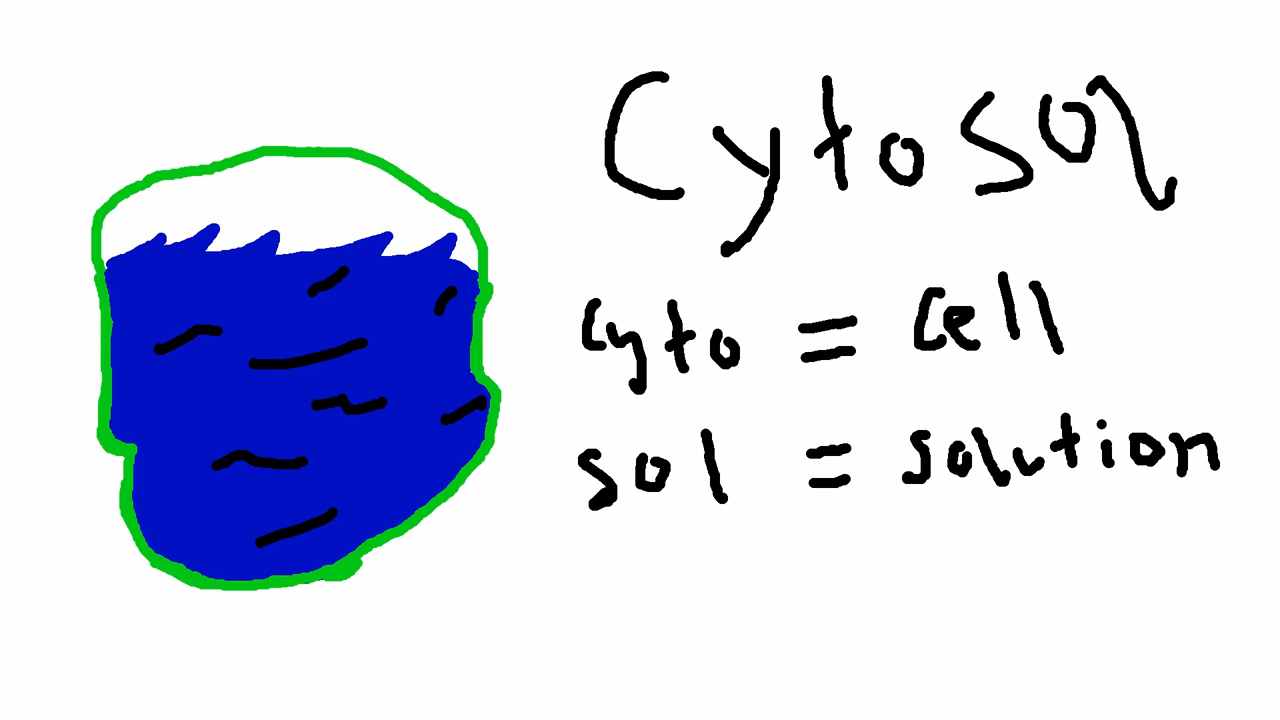 Cytosol
cyto = cell
sol = solution